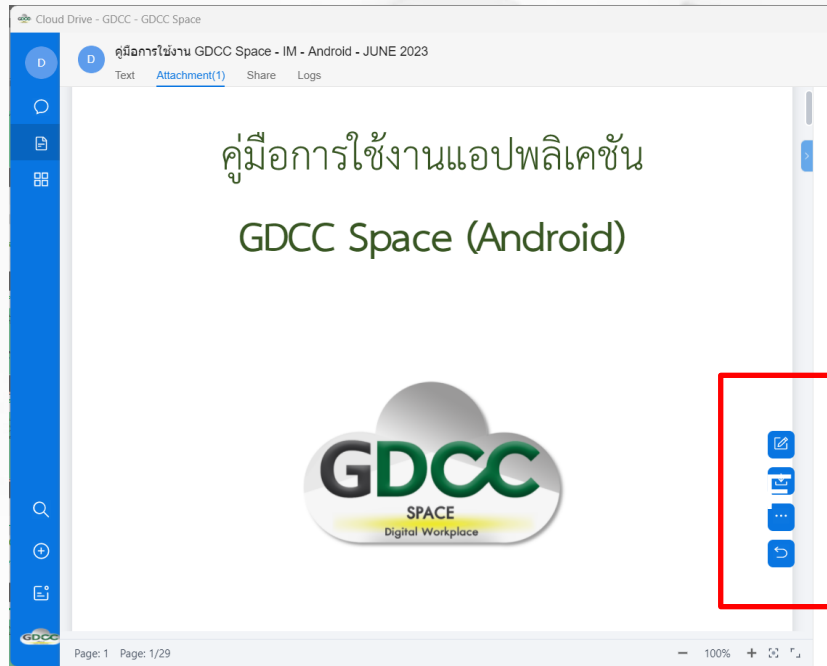 Cloud Drive - GDCC - GDCC Space
D
D
คู่มือการใช้งาน GDCC Space - IM - Android - JUNE 2023
Text Attachment(1) Share Logs
คู่มือการใช้งานแอปพลิเคชัน
GDCC Space (Android)
GDCC
SPACE
Digital Workplace
GDCC
Page: 1 Page: 1/29
100%